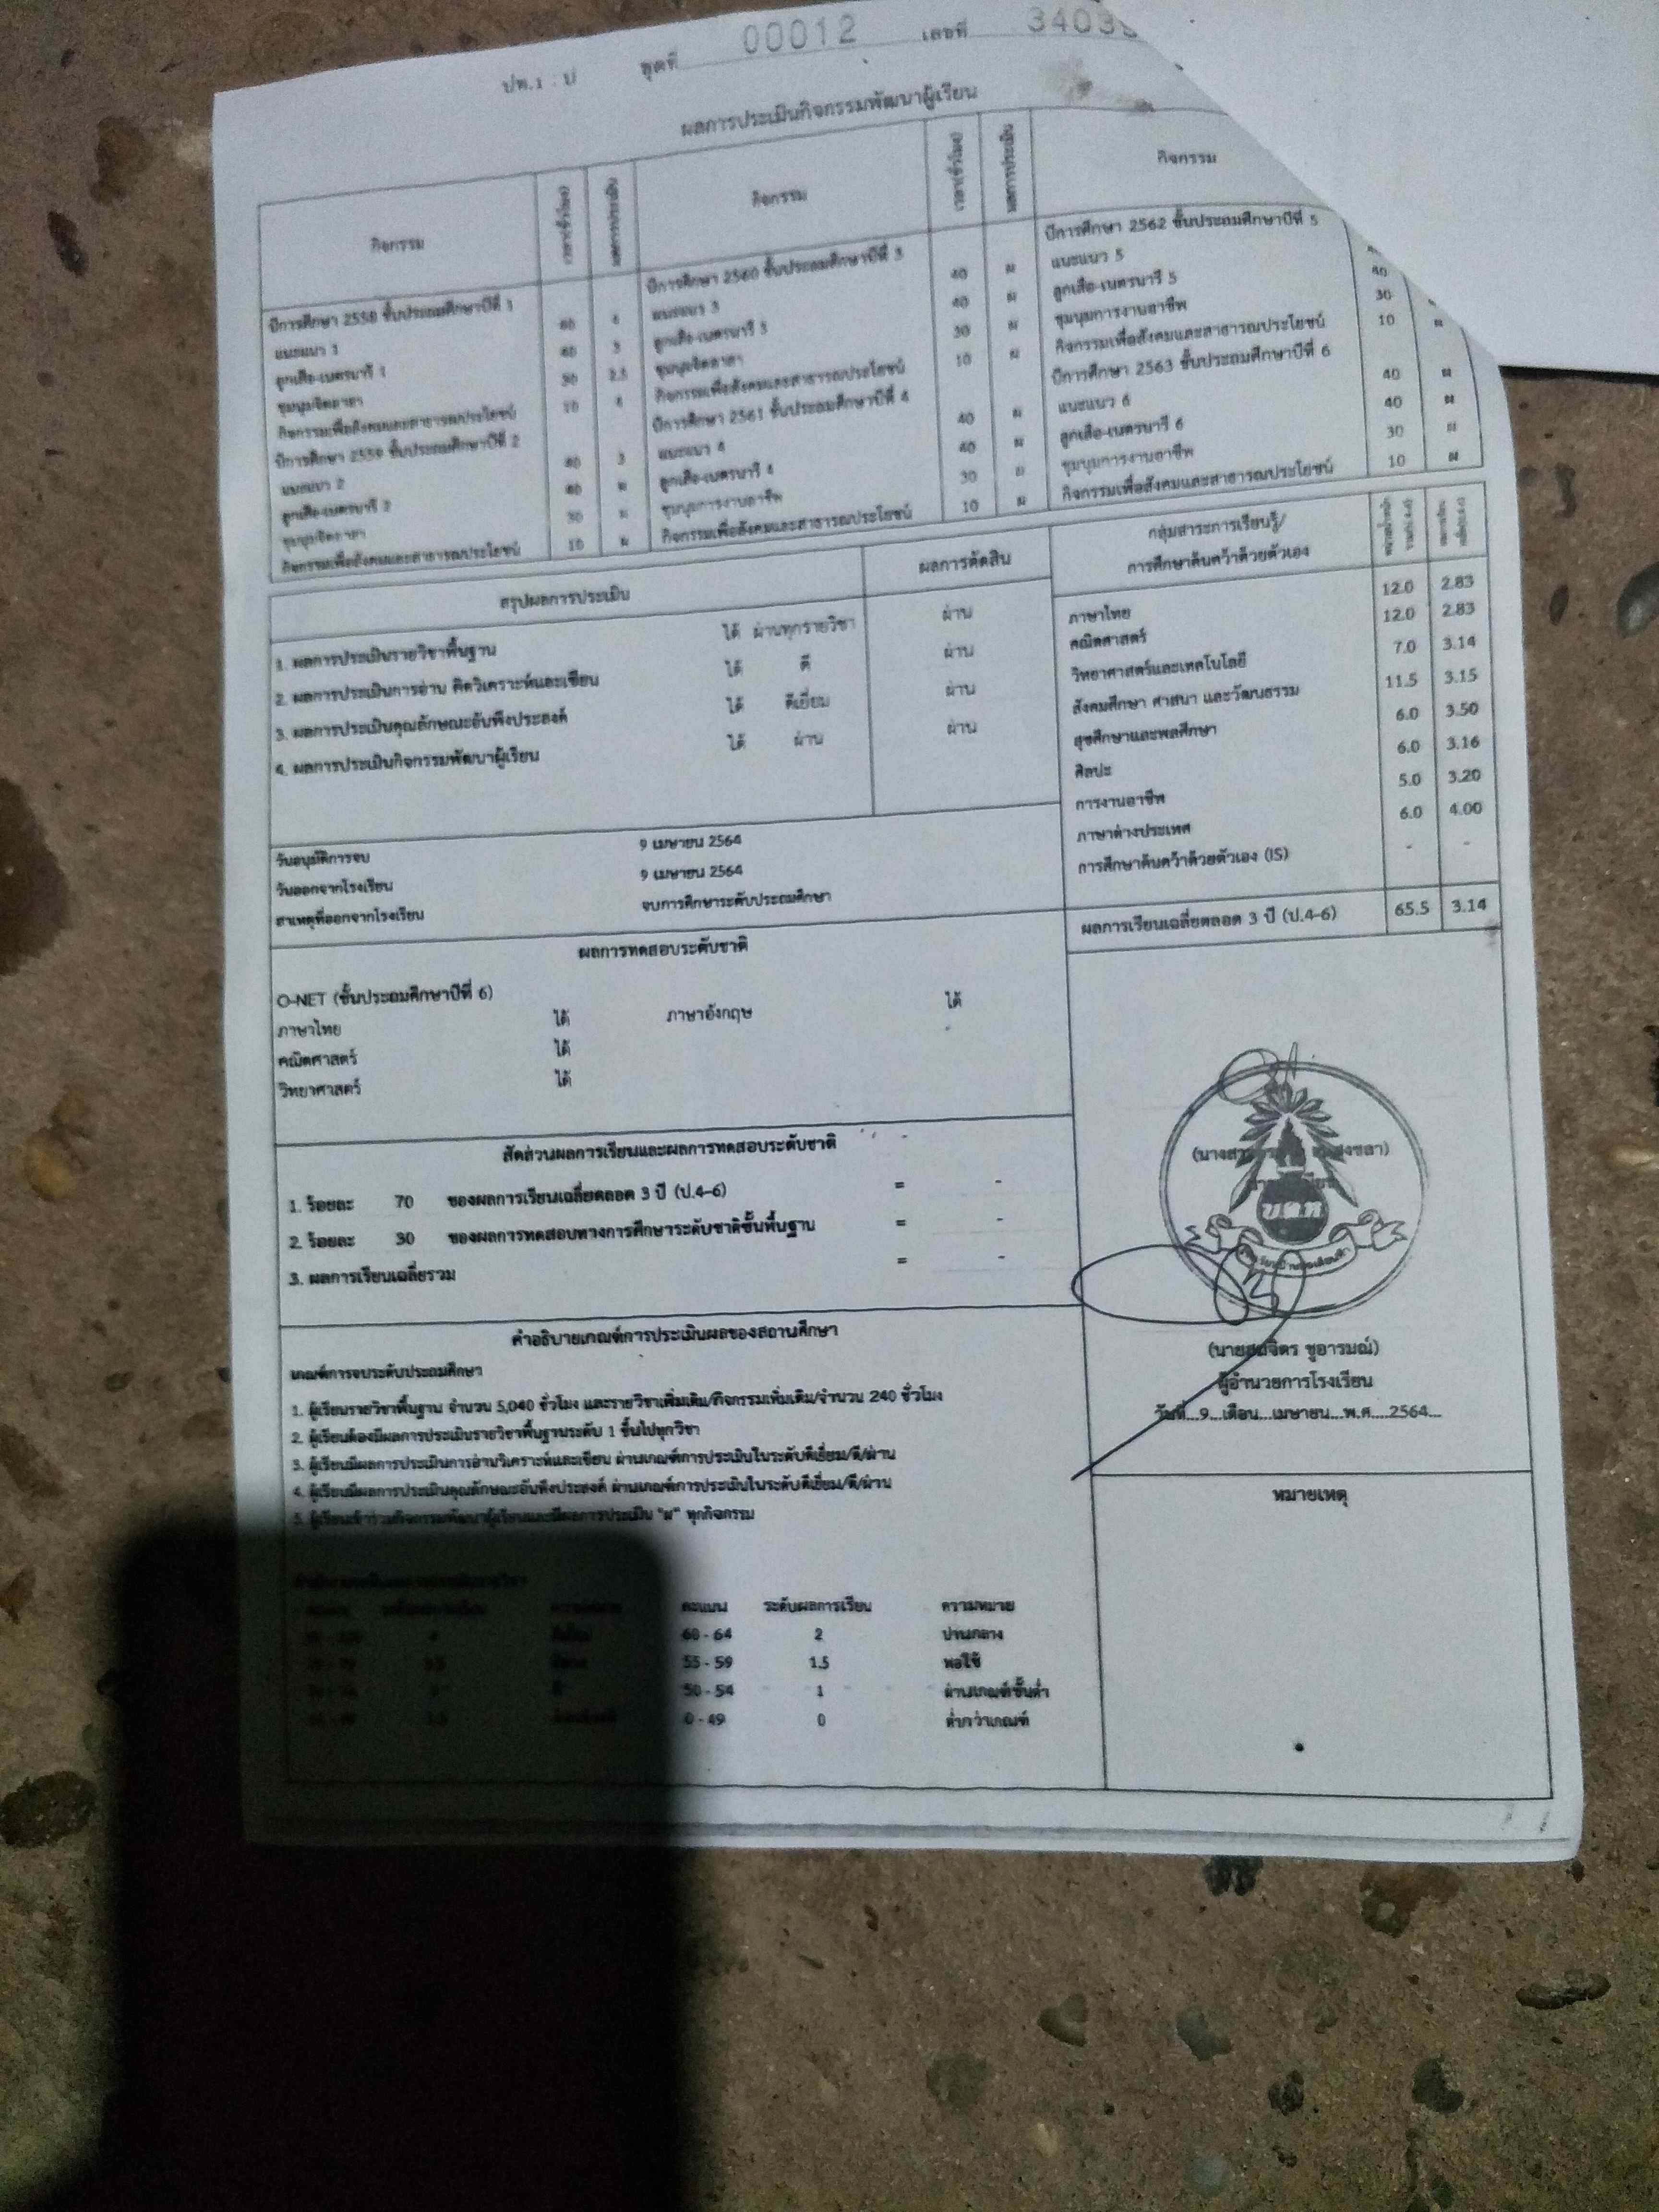 ปพ.1 : ป ชุดที่ 00012 เลขที่ 3403
ผลการประเมินกิจกรรมพัฒนาผู้เรียน
กิจกรรม เวลา(ชั่วโมง) ผลการประเมิน
ปีการศึกษา 2558 ชั้นประถมศึกษาปีที่ 1
แนะแนว 1 40 4
ลูกเสือ-เนตรนารี 1 40 3
ชุมนุมจิตอาสา 30 2.5
กิจกรรมเพื่อสังคมและสาธารณประโยชน์ 10 4
ปีการศึกษา 2559 ชั้นประถมศึกษาปีที่ 2
แนะแนว 2 40 3
ลูกเสือ-เนตรนารี 2 40 ผ
ชุมนุมจิตอาสา 30 ผ
กิจกรรมเพื่อสังคมและสาธารณประโยชน์ 10 ผ
กิจกรรม เวลา(ชั่วโมง) ผลการประเมิน
ปีการศึกษา 2560 ชั้นประถมศึกษาปีที่ 3
แนะแนว 3 40 ผ
ลูกเสือ-เนตรนารี 3 40 ผ
ชุมนุมจิตอาสา 30 ผ
กิจกรรมเพื่อสังคมและสาธารณประโยชน์ 10 ผ
ปีการศึกษา 2561 ชั้นประถมศึกษาปีที่ 4
แนะแนว 4 40 ผ
ลูกเสือ-เนตรนารี 4 40 ผ
ชุมนุมการงานอาชีพ 30 ผ
กิจกรรมเพื่อสังคมและสาธารณประโยชน์ 10 ผ
กิจกรรม
ปีการศึกษา 2562 ชั้นประถมศึกษาปีที่ 5
แนะแนว 5
ลูกเสือ-เนตรนารี 5 40
ชุมนุมการงานอาชีพ 30
กิจกรรมเพื่อสังคมและสาธารณประโยชน์ 10 ผ
ปีการศึกษา 2563 ชั้นประถมศึกษาปีที่ 6
แนะแนว 6 40 ผ
ลูกเสือ-เนตรนารี 6 40 ผ
ชุมนุมการงานอาชีพ 30 ผ
กิจกรรมเพื่อสังคมและสาธารณประโยชน์ 10 ผ
สรุปผลการประเมิน ผลการตัดสิน
1. ผลการประเมินรายวิชาพื้นฐาน ได้ ผ่านทุกรายวิชา ผ่าน
2. ผลการประเมินการอ่าน คิดวิเคราะห์และเขียน ได้ ดี ผ่าน
3. ผลการประเมินคุณลักษณะอันพึงประสงค์ ได้ ดีเยี่ยม ผ่าน
4. ผลการประเมินกิจกรรมพัฒนาผู้เรียน ได้ ผ่าน ผ่าน
วันอนุมัติการจบ 9 เมษายน 2564
วันออกจากโรงเรียน 9 เมษายน 2564
สาเหตุที่ออกจากโรงเรียน จบการศึกษาระดับประถมศึกษา
กลุ่มสาระการเรียนรู้/
การศึกษาค้นคว้าด้วยตัวเอง
ภาษาไทย 12.0 2.83
คณิตศาสตร์ 12.0 2.83
วิทยาศาสตร์และเทคโนโลยี 7.0 3.14
สังคมศึกษา ศาสนา และวัฒนธรรม 11.5 3.15
สุขศึกษาและพลศึกษา 6.0 3.50
ศิลปะ 6.0 3.16
การงานอาชีพ 5.0 3.20
ภาษาต่างประเทศ 6.0 4.00
การศึกษาค้นคว้าด้วยตัวเอง (IS) - -
ผลการเรียนเฉลี่ยตลอด 3 ปี (ป.4-6) 65.5 3.14
ผลการทดสอบระดับชาติ
O-NET (ชั้นประถมศึกษาปีที่ 6)
ภาษาไทย ได้ ภาษาอังกฤษ ได้
คณิตศาสตร์ ได้
วิทยาศาสตร์ ได้
สัดส่วนผลการเรียนและผลการทดสอบระดับชาติ
1. ร้อยละ 70 ของผลการเรียนเฉลี่ยตลอด 3 ปี (ป.4-6) = -
2. ร้อยละ 30 ของผลการทดสอบทางการศึกษาระดับชาติขั้นพื้นฐาน = -
3. ผลการเรียนเฉลี่ยรวม = -
คำอธิบายเกณฑ์การประเมินผลของสถานศึกษา
เกณฑ์การจบระดับประถมศึกษา
1. ผู้เรียนรายวิชาพื้นฐาน จำนวน 5,040 ชั่วโมง และรายวิชาเพิ่มเติม/กิจกรรมเพิ่มเติม/จำนวน 240 ชั่วโมง
2. ผู้เรียนต้องมีผลการประเมินรายวิชาพื้นฐานระดับ 1 ขึ้นไปทุกวิชา
3. ผู้เรียนมีผลการประเมินการอ่านวิเคราะห์และเขียน ผ่านเกณฑ์การประเมินในระดับดีเยี่ยม/ดี/ผ่าน
4. ผู้เรียนมีผลการประเมินคุณลักษณะอันพึงประสงค์ ผ่านเกณฑ์การประเมินในระดับดีเยี่ยม/ดี/ผ่าน
5. ผู้เรียนเข้าร่วมกิจกรรมพัฒนาผู้เรียนและมีผลการประเมิน "ผ" ทุกกิจกรรม
คะแนน ระดับผลการเรียน ความหมาย
60 - 64 2 ปานกลาง
55 - 59 1.5 พอใช้
50 - 54 1 ผ่านเกณฑ์ขั้นต่ำ
0 - 49 0 ต่ำกว่าเกณฑ์
(นายสมจิตร ชูอารมณ์)
ผู้อำนวยการโรงเรียน
วันที่...9...เดือน...เมษายน...พ.ศ....2564...
หมายเหตุ